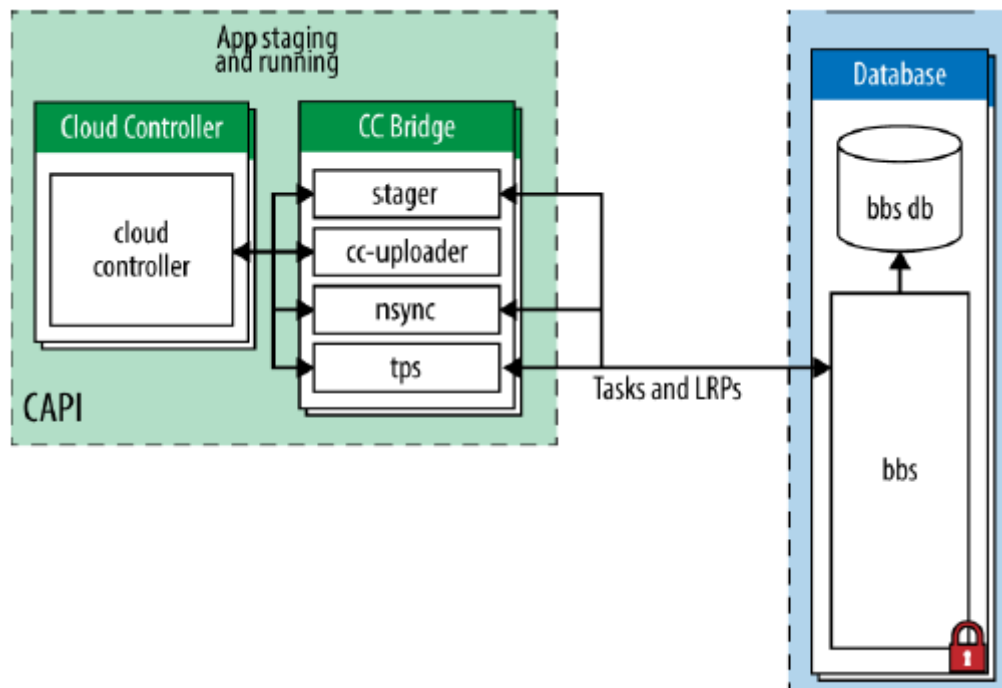 App staging
and running
Cloud Controller
cloud
controller
CC Bridge
stager
cc-uploader
nsync
tps
CAPI
Tasks and LRPs
Database
bbs db
bbs